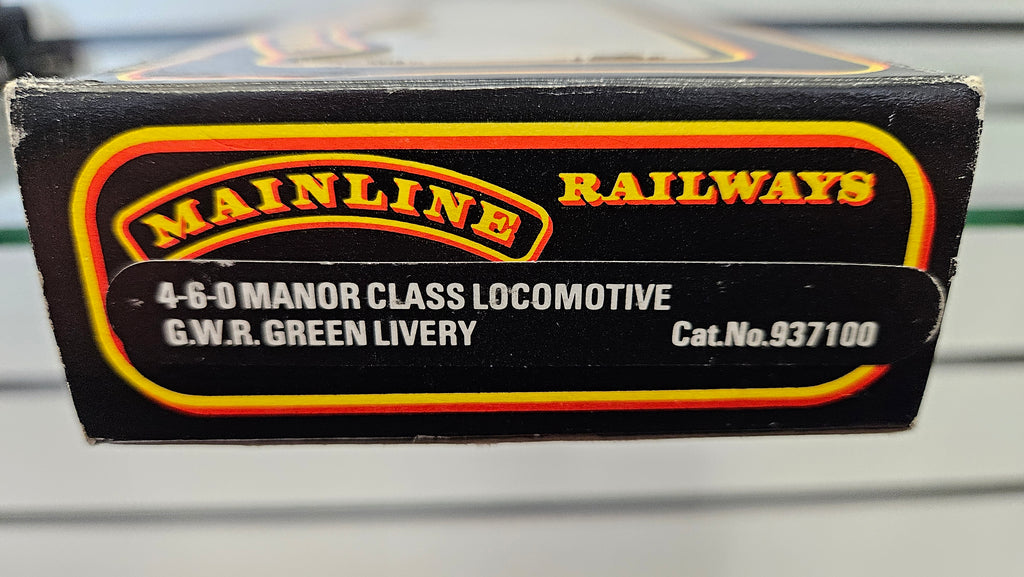 MAINLINE RAILWAYS
4-6-0 MANOR CLASS LOCOMOTIVE
G.W.R. GREEN LIVERY Cat.No.937100